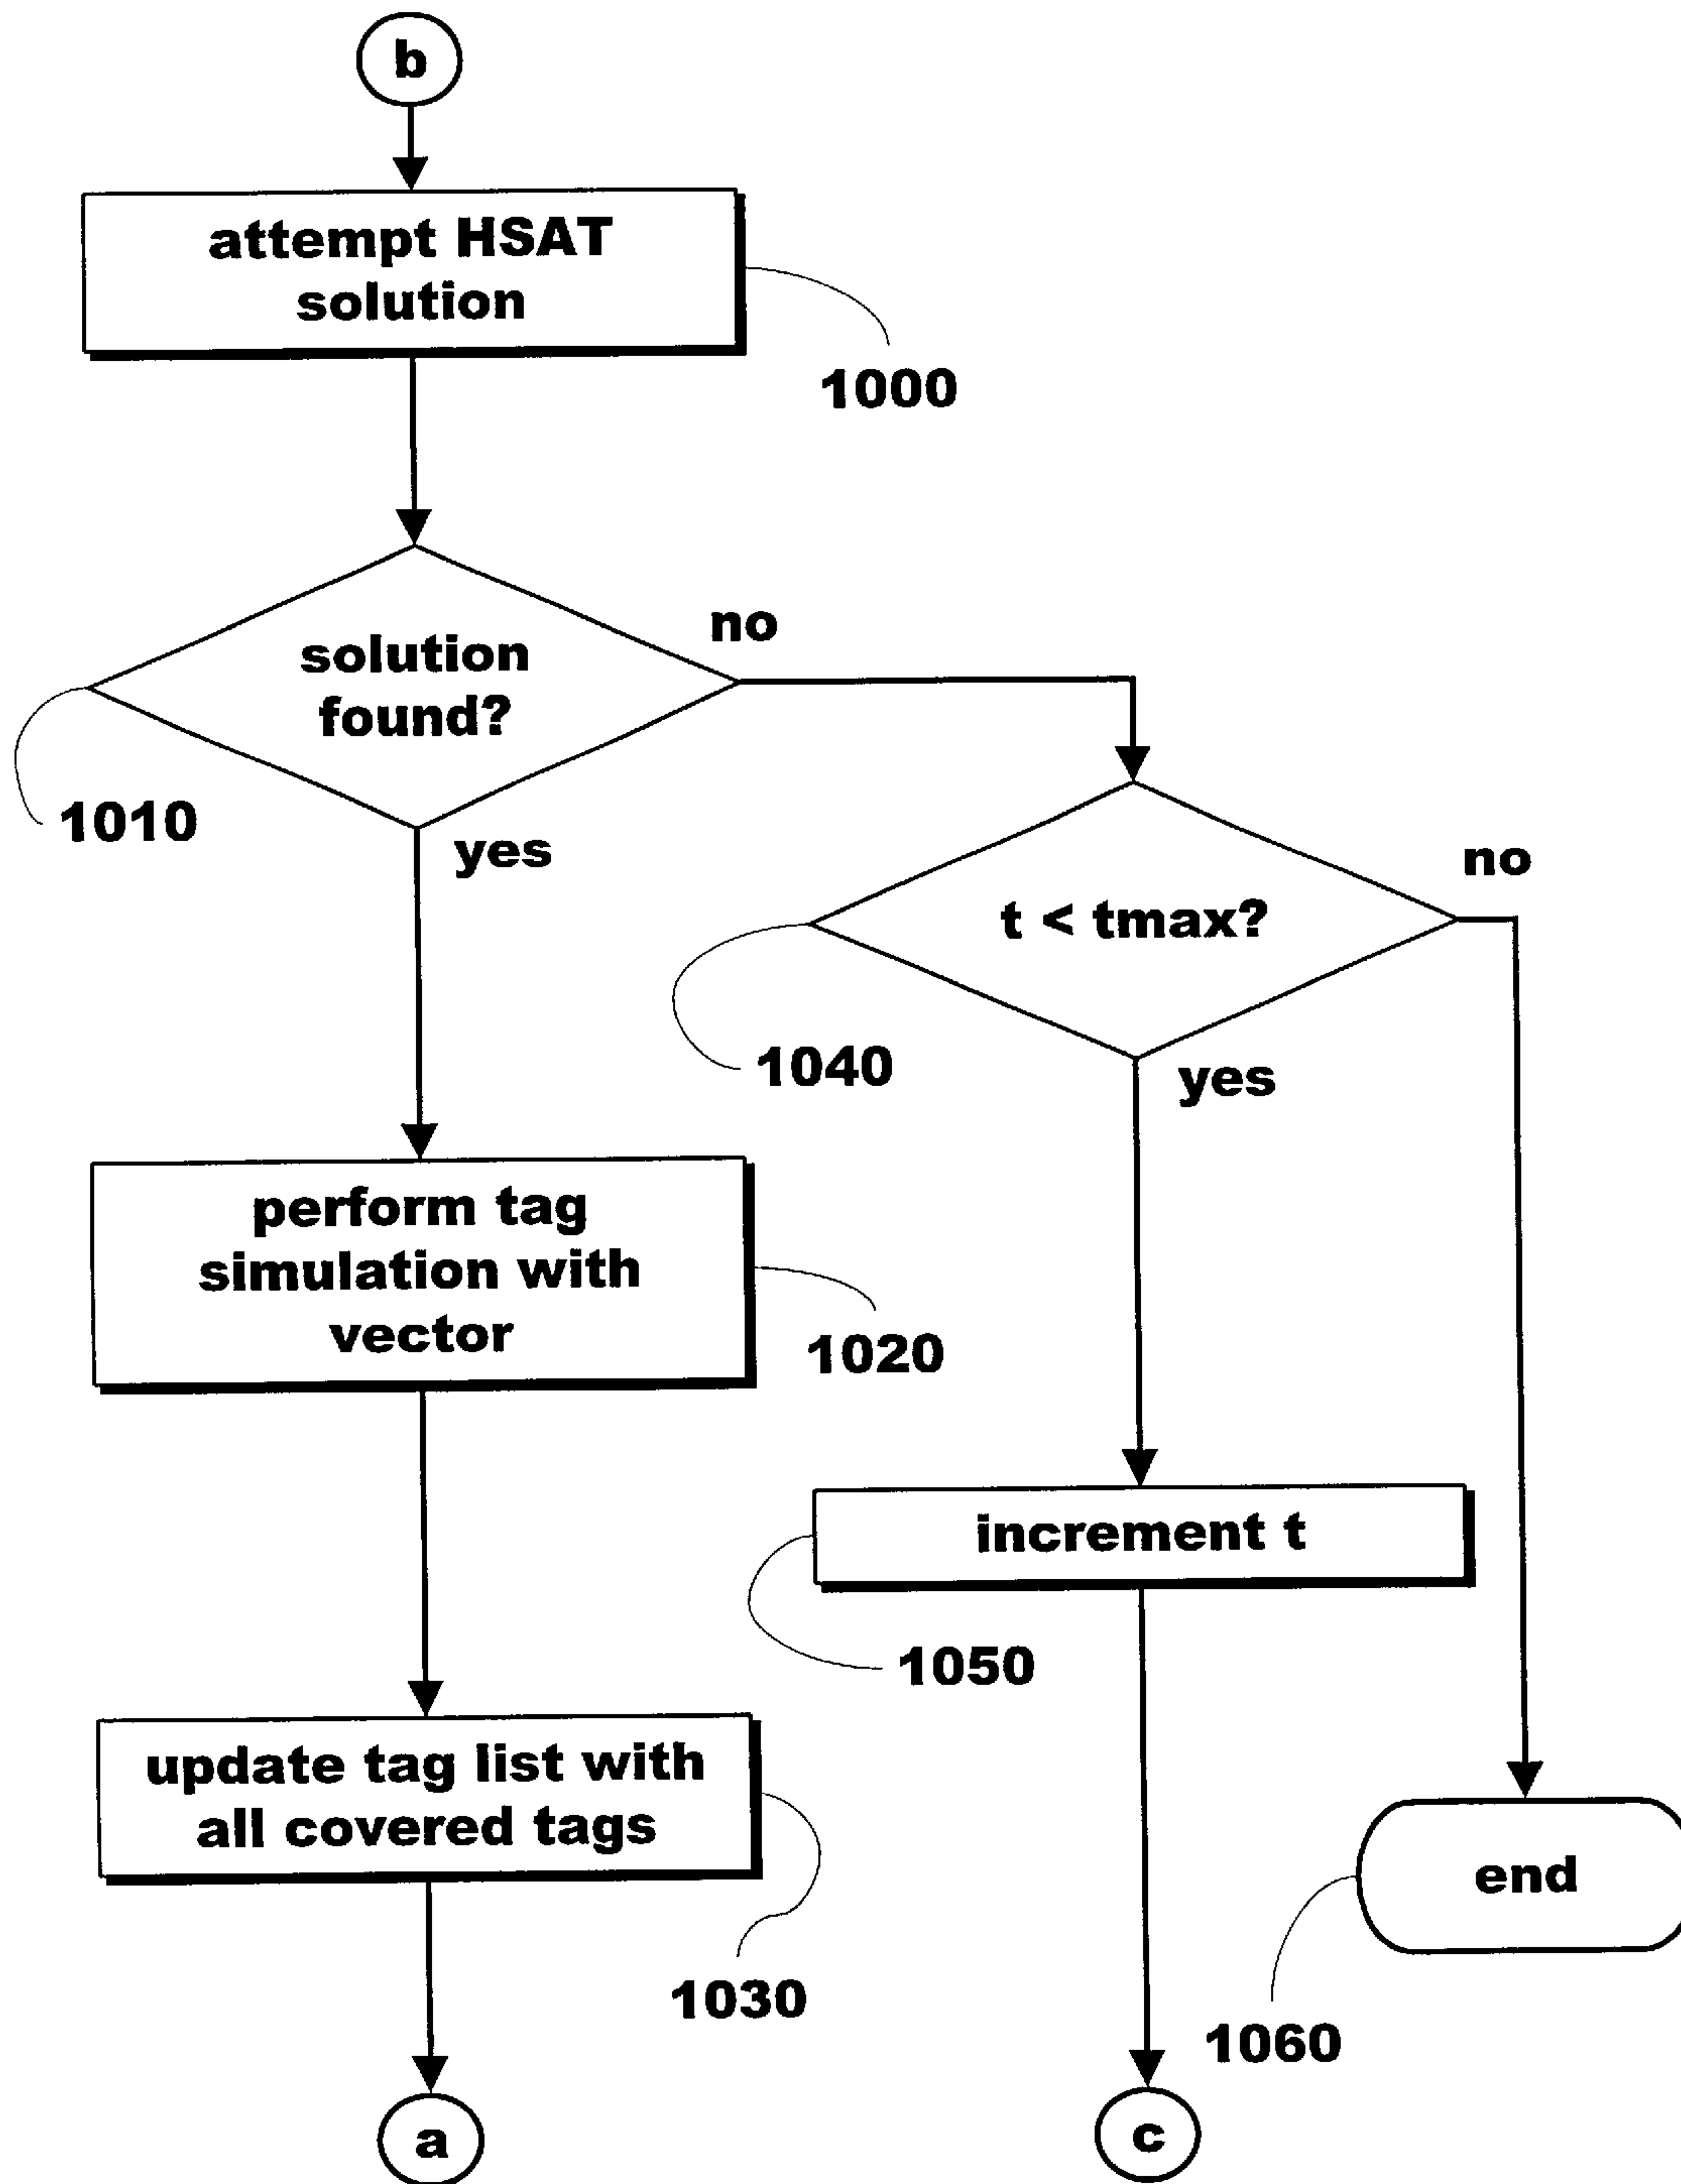 b
attempt HSAT
solution
1000
solution
found?
no
1010
yes
t < tmax?
no
1040
yes
perform tag
simulation with
vector
1020
increment t
1050
update tag list with
all covered tags
1030
end
1060
a
c